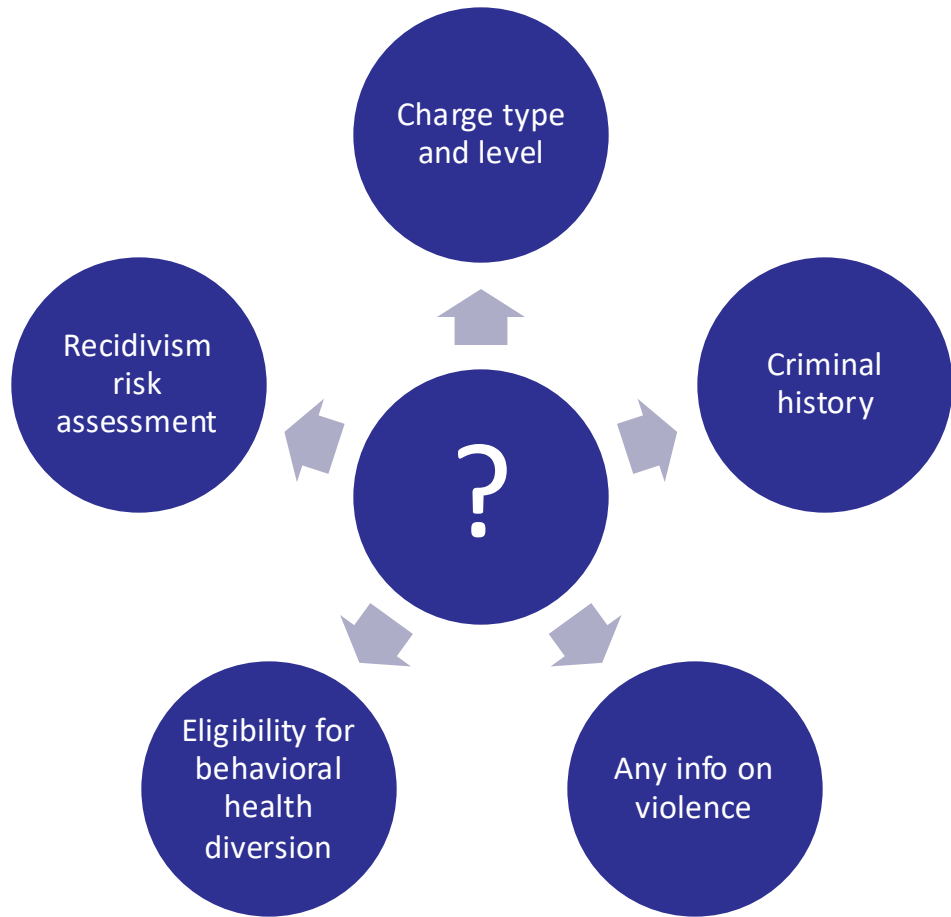 Charge type
and level
Recidivism
risk
assessment
Criminal
history
?
Eligibility for
behavioral
health
diversion
Any info on
violence